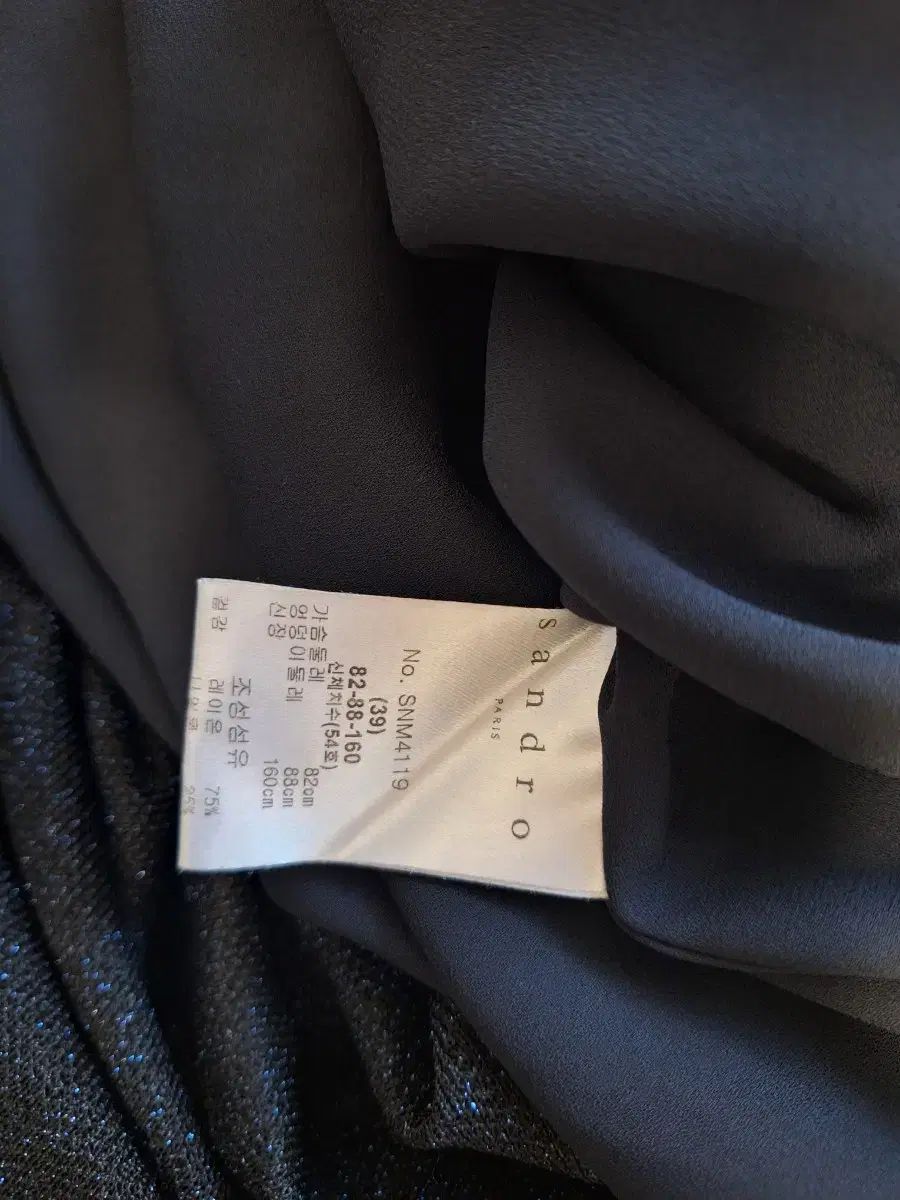 sandro
PARIS
No. SNM4119
(39)
82-88-160
신체치수(54호)
가슴둘레 82cm
엉덩이둘레 88cm
신장 160cm
조성섬유
겉감 레이온 75%
25%